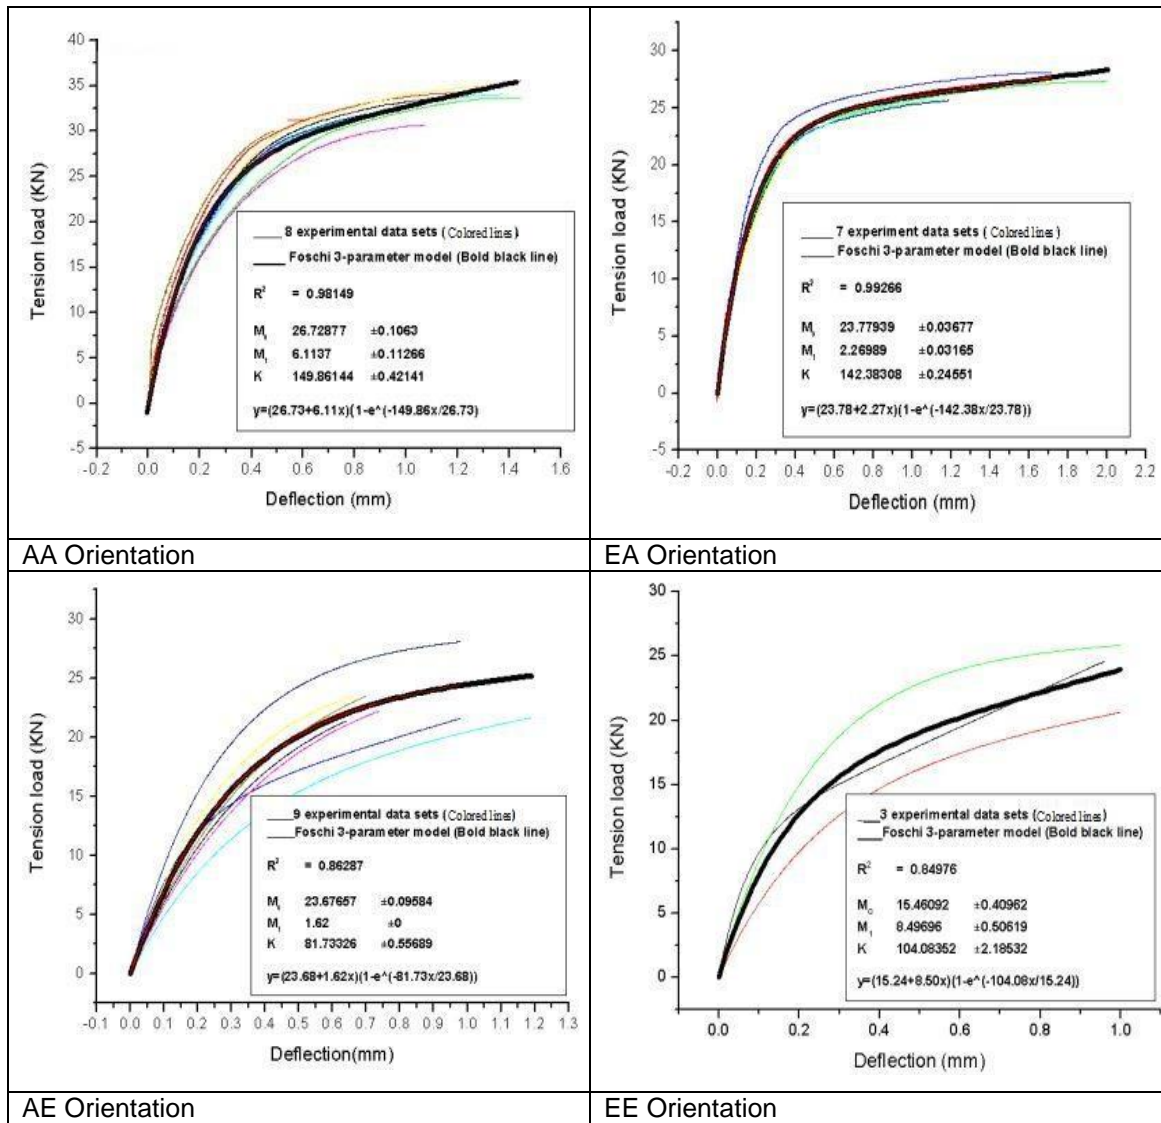 40
35
30
25
20
15
10
5
0
-5
Tension load (KN)
-0.2 0.0 0.2 0.4 0.6 0.8 1.0 1.2 1.4 1.6
Deflection (mm)
8 experimental data sets (Colored lines)
Foschi 3-parameter model (Bold black line)
R² = 0.98149
26.72877 ±0.1063
M₁ 6.1137 ±0.11266
K 149.86144 ±0.42141
y=(26.73+6.11x)(1-e^(-149.86x/26.73)
AA Orientation
30
25
20
15
10
5
0
-5
Tension load (KN)
-0.2 0.0 0.2 0.4 0.6 0.8 1.0 1.2 1.4 1.6 1.8 2.0 2.2
Deflection (mm)
7 experiment data sets (Colored lines)
Foschi 3-parameter model (Bold black line)
R² = 0.99266
23.77939 ±0.03677
M₁ 2.26989 ±0.03165
K 142.38308 ±0.24551
y=(23.78+2.27x)(1-e^(-142.38x/23.78))
EA Orientation
30
25
20
15
10
5
0
Tension load (KN)
-0.1 0.0 0.1 0.2 0.3 0.4 0.5 0.6 0.7 0.8 0.9 1.0 1.1 1.2 1.3
Deflection(mm)
9 experimental data sets (Colored lines)
Foschi 3-parameter model (Bold black line)
R² = 0.86287
23.67657 ±0.09584
M₁ 1.62 ±0
K 81.73326 ±0.55689
y=(23.68+1.62x)(1-e^(-81.73x/23.68))
AE Orientation
30
25
20
15
10
5
0
Tension load (KN)
0.0 0.2 0.4 0.6 0.8 1.0
Deflection (mm)
3 experimental data sets (Colored lines)
Foschi 3-parameter model (Bold black line)
R² = 0.84976
M₀ 15.46092 ±0.40962
M₁ 8.49696 ±0.50619
K 104.08352 ±2.18532
y=(15.24+8.50x)(1-e^(-104.08x/15.24))
EE Orientation